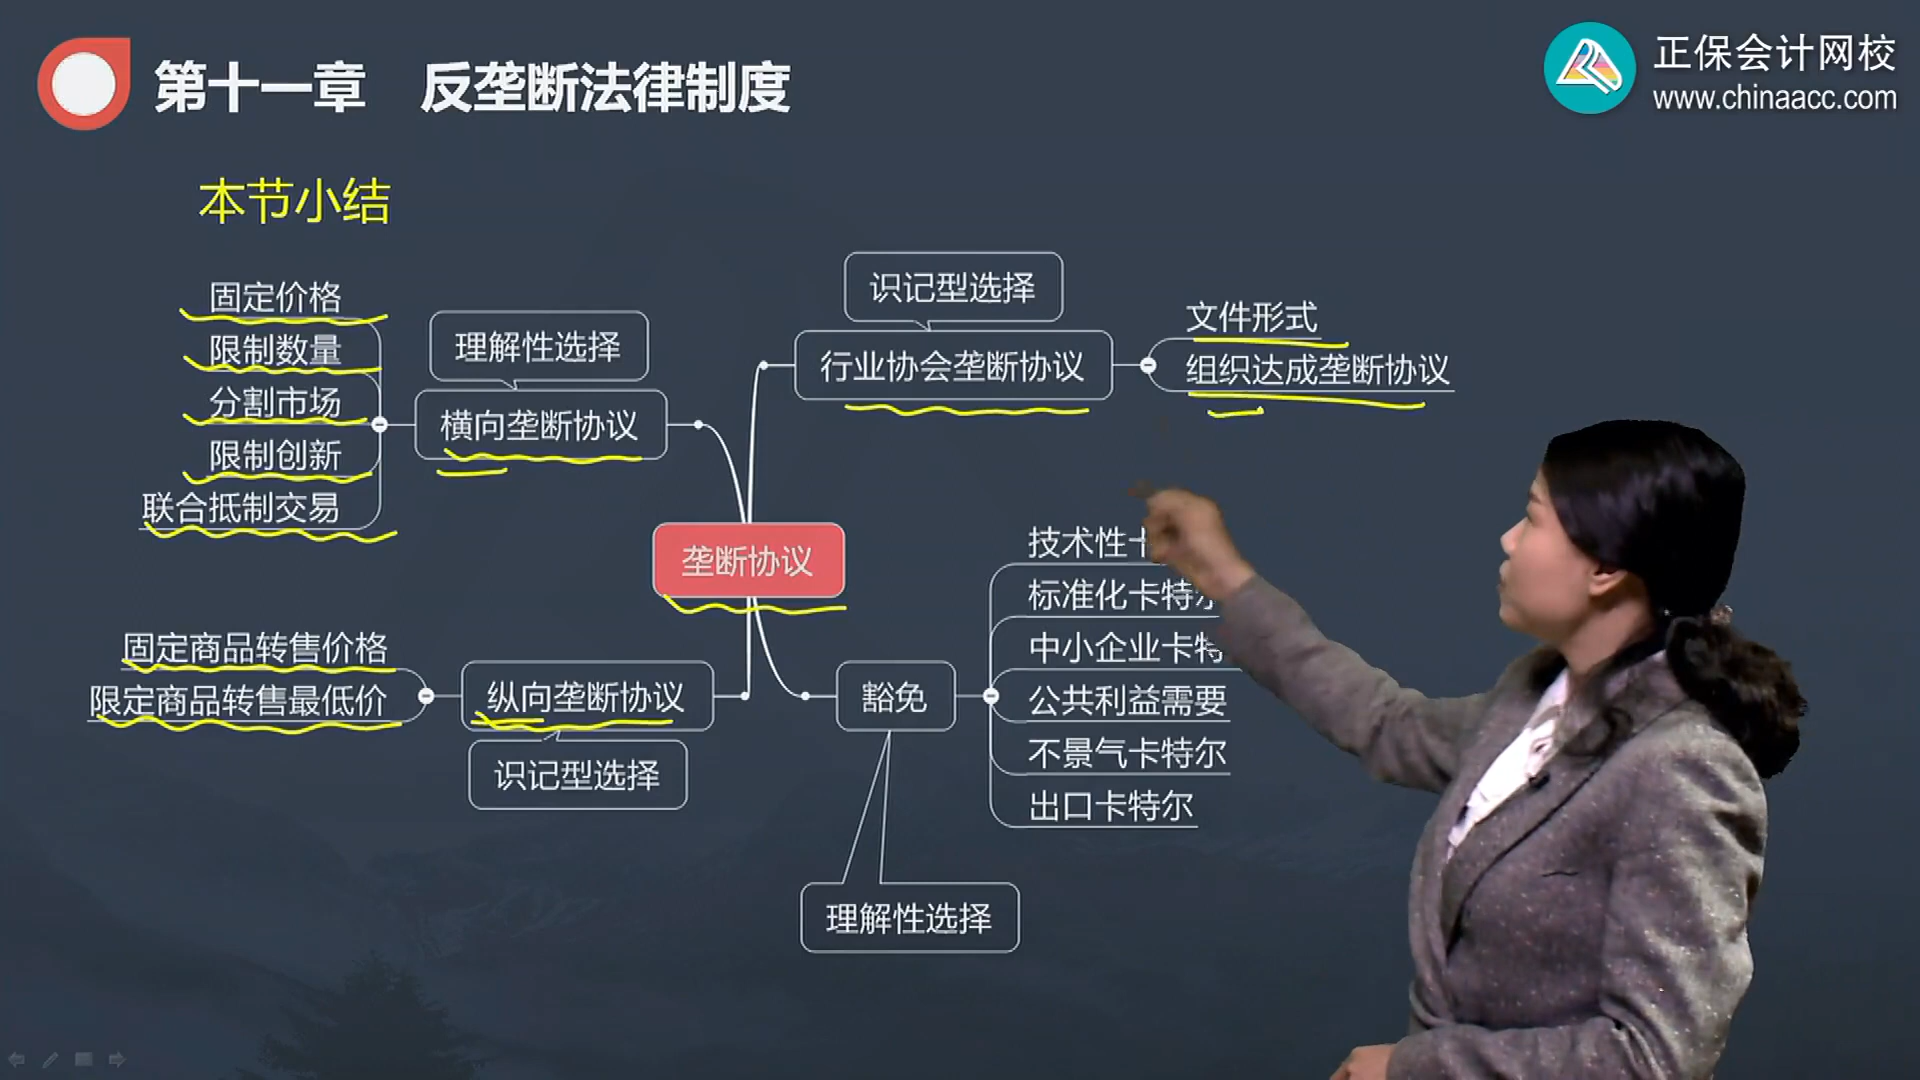 第十一章 反垄断法律制度
正保会计网校
www.chinaacc.com
本节小结
固定价格
限制数量
分割市场
限制创新
联合抵制交易
理解性选择
横向垄断协议
识记型选择
行业协会垄断协议
文件形式
组织达成垄断协议
垄断协议
固定商品转售价格
限定商品转售最低价
纵向垄断协议
识记型选择
豁免
技术性
标准化卡特
中小企业卡特
公共利益需要
不景气卡特尔
出口卡特尔
理解性选择